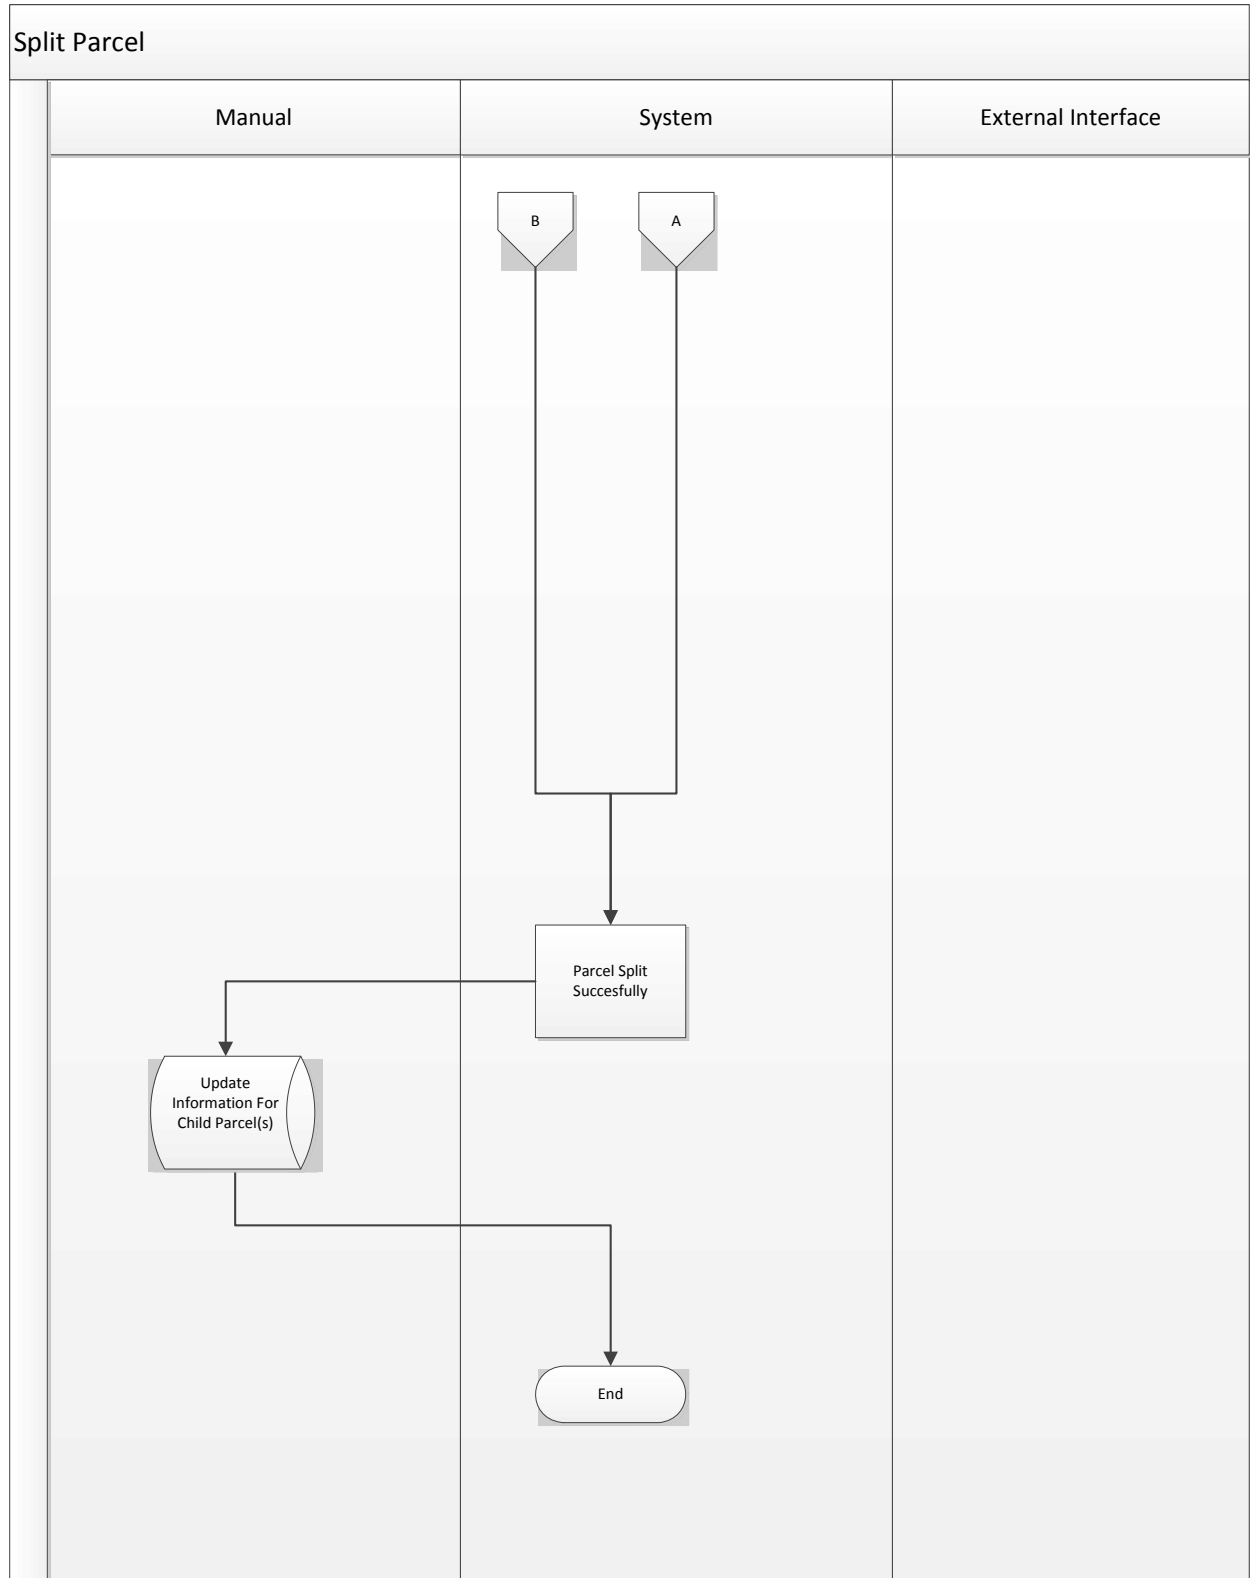 Split Parcel
Manual
System
External Interface
B
A
Parcel Split
Succesfully
Update
Information For
Child Parcel(s)
End